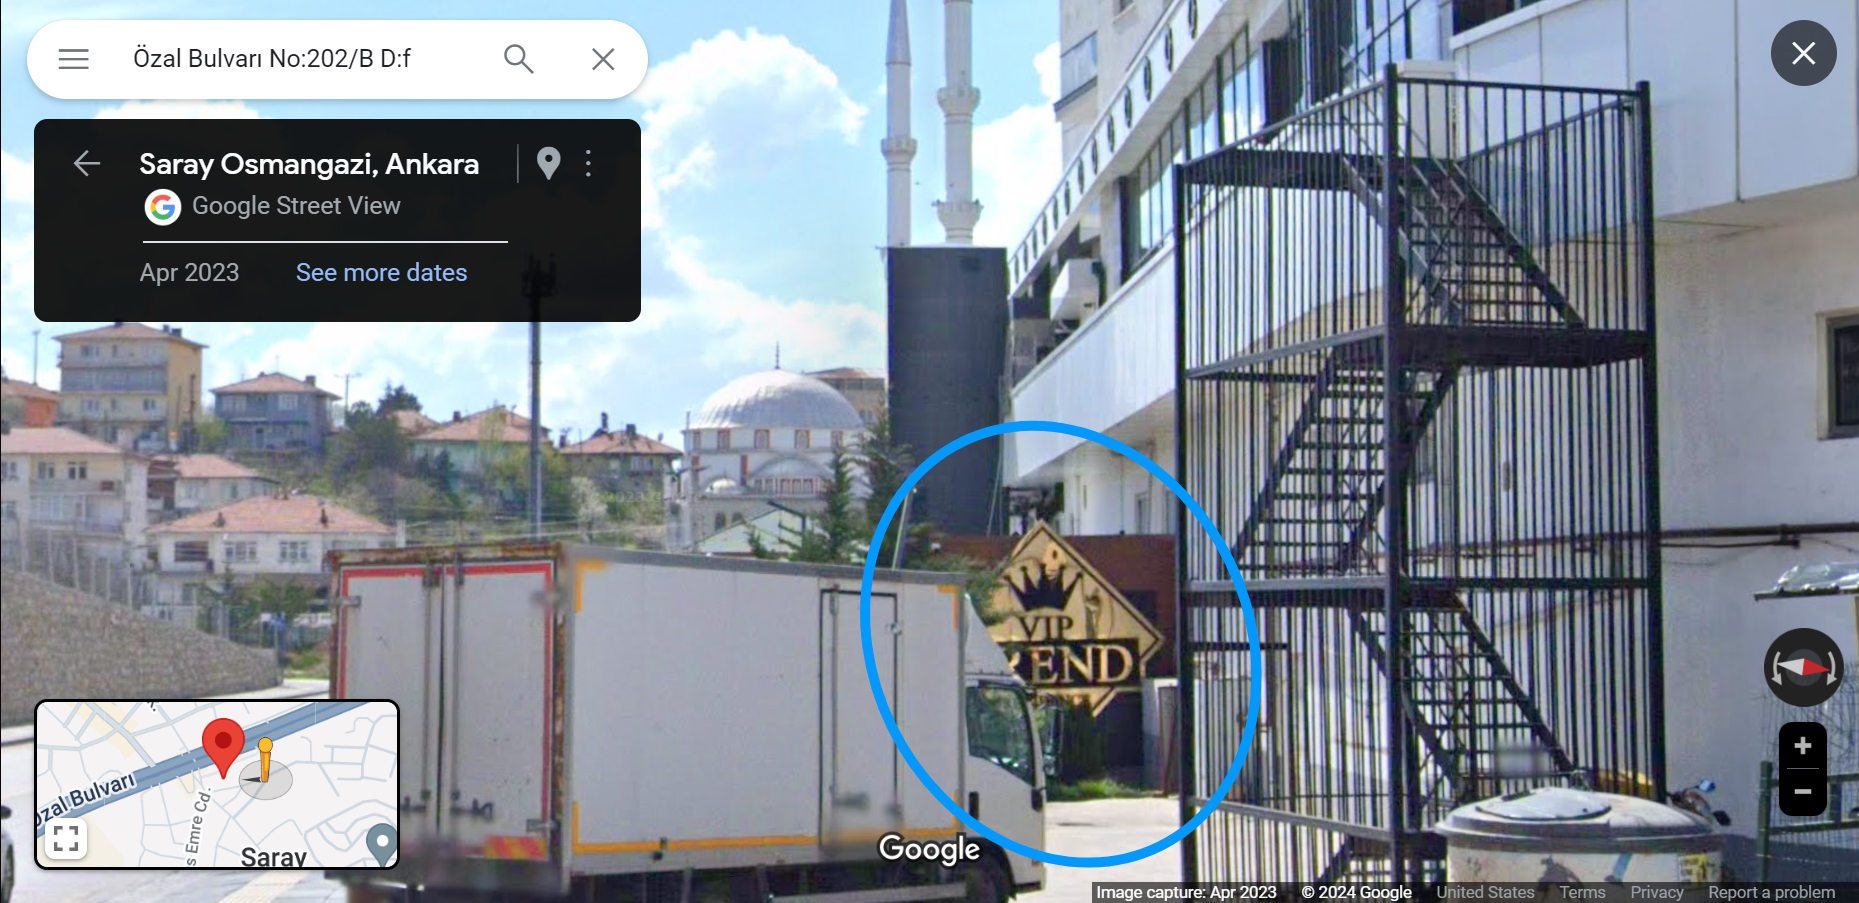 Özal Bulvarı No:202/B D:f
Saray Osmangazi, Ankara
Google Street View
Apr 2023 See more dates
VIP
END
Özal Bulvarı
s Emre Cd.
Saray
Google
Image capture: Apr 2023 © 2024 Google United States Terms Privacy Report a problem